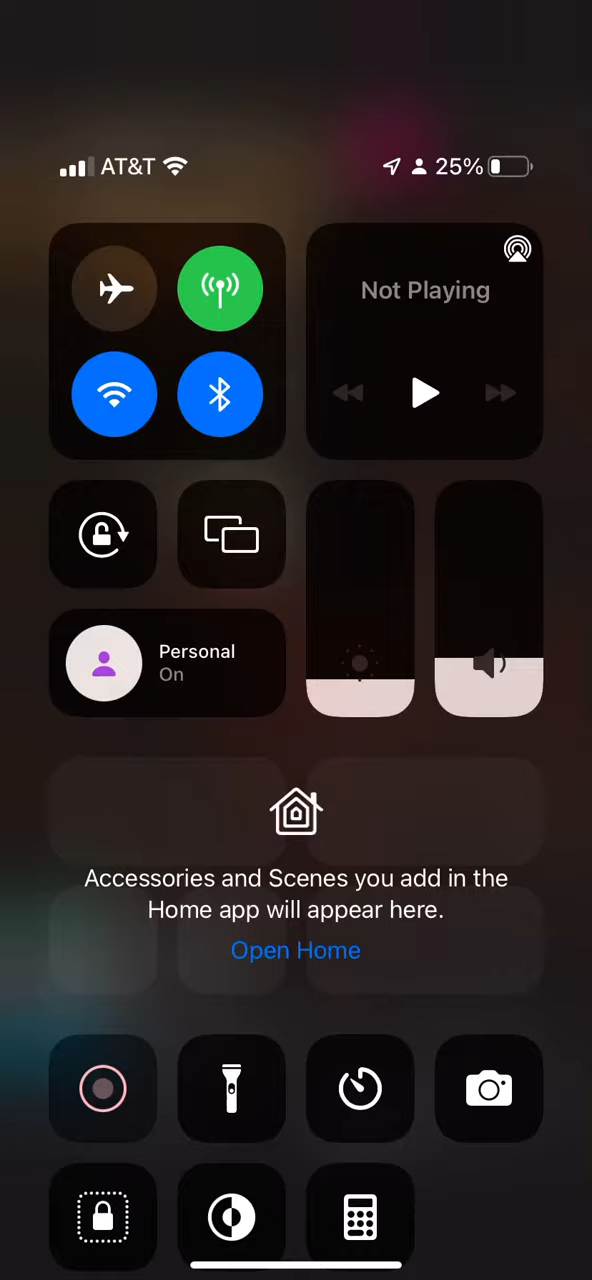 AT&T 25%
Not Playing
Personal
On
Accessories and Scenes you add in the
Home app will appear here.
Open Home